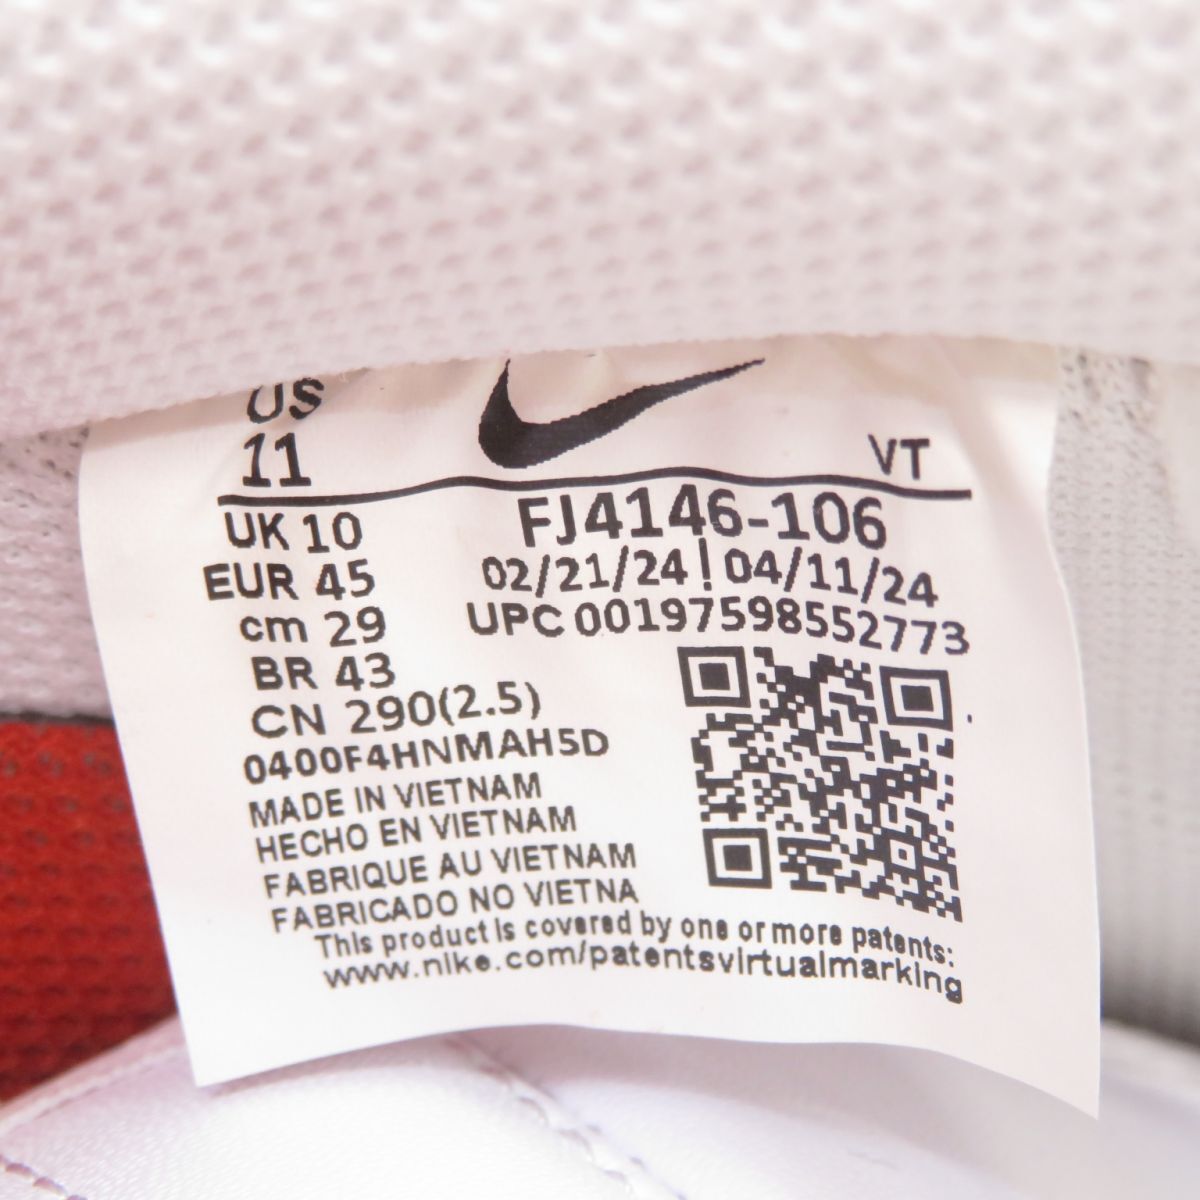 US
11
VT
UK 10
EUR 45
cm 29
BR 43
CN 290(2.5)
FJ4146-106
02/21/24 | 04/11/24
UPC 00197598552773
0400F4HNMAH5D
MADE IN VIETNAM
HECHO EN VIETNAM
FABRIQUE AU VIETNAM
FABRICADO NO VIETNA
This product is covered by one or more patents:
www.nike.com/patentsvirtualmarking